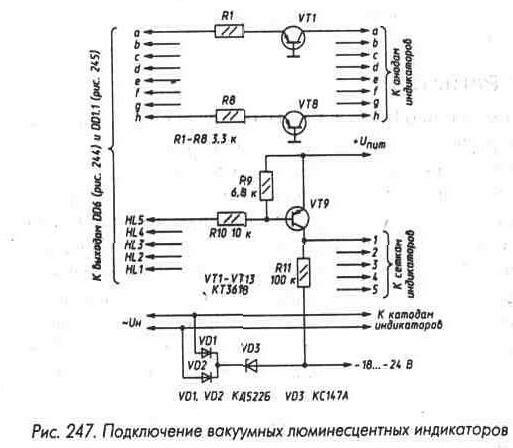 R1 VT1
a a
b b
c c
d d
e e
f f
g g
h h
R8 VT8
R1-R8 3,3 к
К выходам DD6 (рис. 244) и DD1.1 (рис. 245)
К анодам индикаторов
+Uпит
R9 6,8 к
VT9
HL5
HL4
HL3
HL2
HL1
R10 10 к
1
2
3
4
5
К сеткам индикаторов
R11 100 к
VT1-VT13 КТ361В
~Uн
К катодам индикаторов
VD1
VD2
VD3
-18...-24 В
VD1, VD2 КД522Б VD3 КС147А
Рис. 247. Подключение вакуумных люминесцентных индикаторов